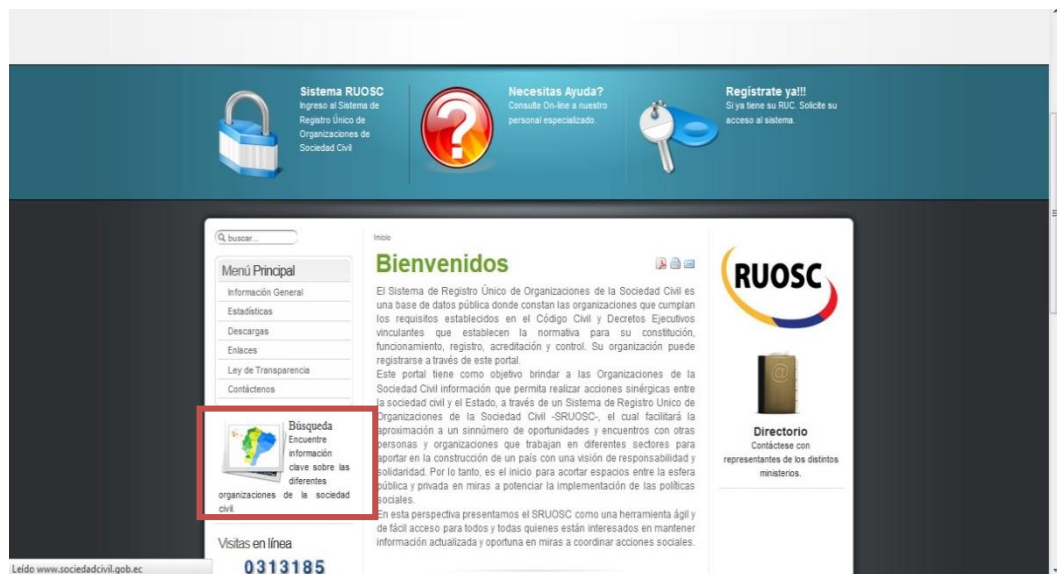 Sistema RUOSC
Ingreso al Sistema de
Registro Único de
Organizaciones de
Sociedad Civil
Necesitas Ayuda?
Consulte On-line a nuestro
personal especializado.
Registrate ya!!!
Si ya tiene su RUC. Solicite su
acceso al sistema.
buscar...
Menú Principal
Información General
Estadísticas
Descargas
Enlaces
Ley de Transparencia
Contáctenos
Búsqueda
Encuentre
información
clave sobre las
diferentes
organizaciones de la sociedad
civil.
Visitas en línea
0313185
Inicio
Bienvenidos
El Sistema de Registro Único de Organizaciones de la Sociedad Civil es
una base de datos pública donde constan las organizaciones que cumplan
los requisitos establecidos en el Código Civil y Decretos Ejecutivos
vinculantes que establecen la normativa para su constitución,
funcionamiento, registro, acreditación y control. Su organización puede
registrarse a través de este portal.
Este portal tiene como objetivo brindar a las Organizaciones de la
Sociedad Civil información que permita realizar acciones sinérgicas entre
la sociedad civil y el Estado, a través de un Sistema de Registro Unico de
Organizaciones de la Sociedad Civil -SRUOSC-, el cual facilitará la
aproximación a un sinnúmero de oportunidades y encuentros con otras
personas y organizaciones que trabajan en diferentes sectores para
aportar en la construcción de un país con una visión de responsabilidad y
solidaridad. Por lo tanto, es el inicio para acortar espacios entre la esfera
pública y privada en miras a potenciar la implementación de las políticas
sociales.
En esta perspectiva presentamos el SRUOSC como una herramienta ágil y
de fácil acceso para todos y todas quienes están interesados en mantener
información actualizada y oportuna en miras a coordinar acciones sociales.
RUOSC
@
Directorio
Contáctese con
representantes de los distintos
ministerios.
Leído www.sociedadcivil.gob.ec